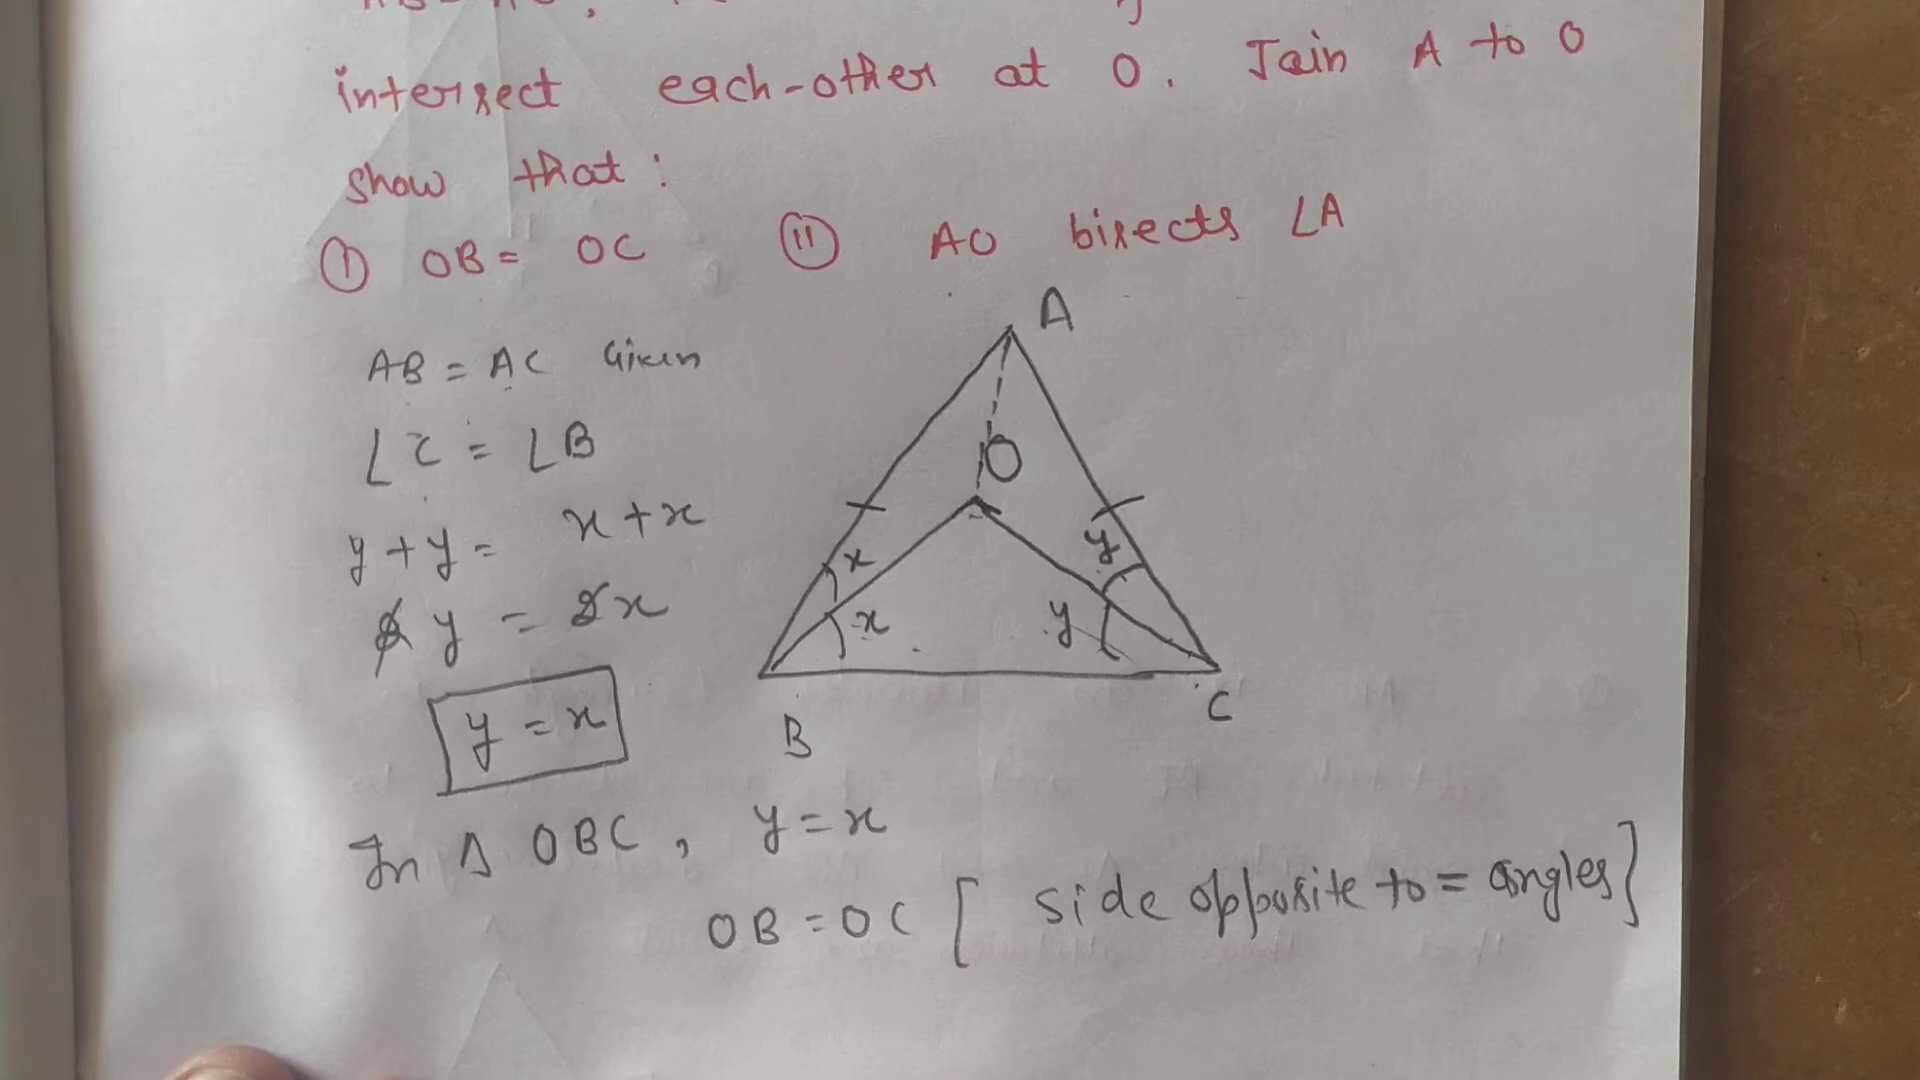 intersect each-other at O. Join A to O
show that :
I OB = OC II AO bisects ∠A
A
AB = AC Given
∠C = ∠B
O
y + y = x + x
x
y
2y = 2x
x
y
y = x
B
C
In Δ OBC, y = x
OB = OC [ side opposite to = angles]